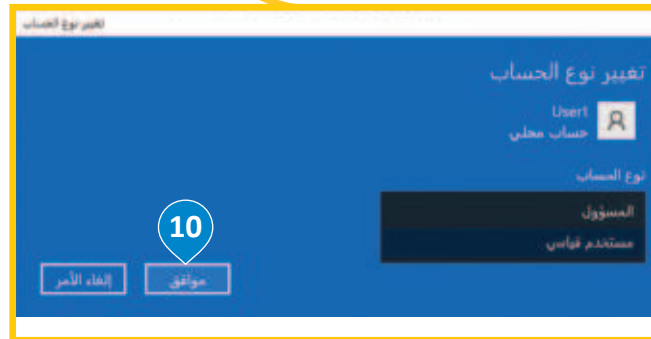 تغيير نوع الحساب
تغيير نوع الحساب
User1
حساب محلي
نوع الحساب
المسؤول
مستخدم قياسي
10
موافق
إلغاء الأمر